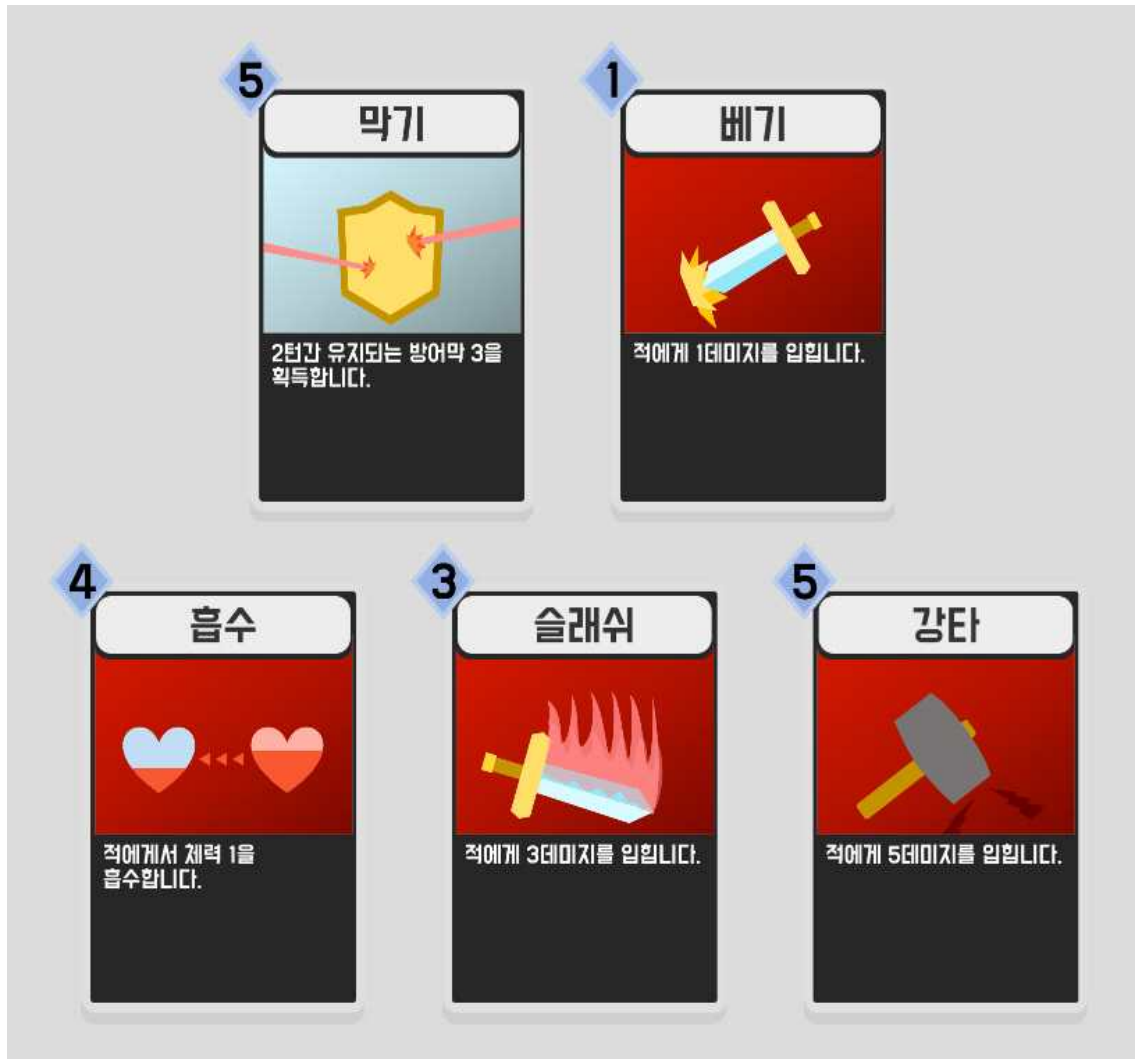 5
막기
2턴간 유지되는 방어막 3을
획득합니다.
1
베기
적에게 1데미지를 입힙니다.
4
흡수
적에게서 체력 1을
흡수합니다.
3
슬래쉬
적에게 3데미지를 입힙니다.
5
강타
적에게 5데미지를 입힙니다.